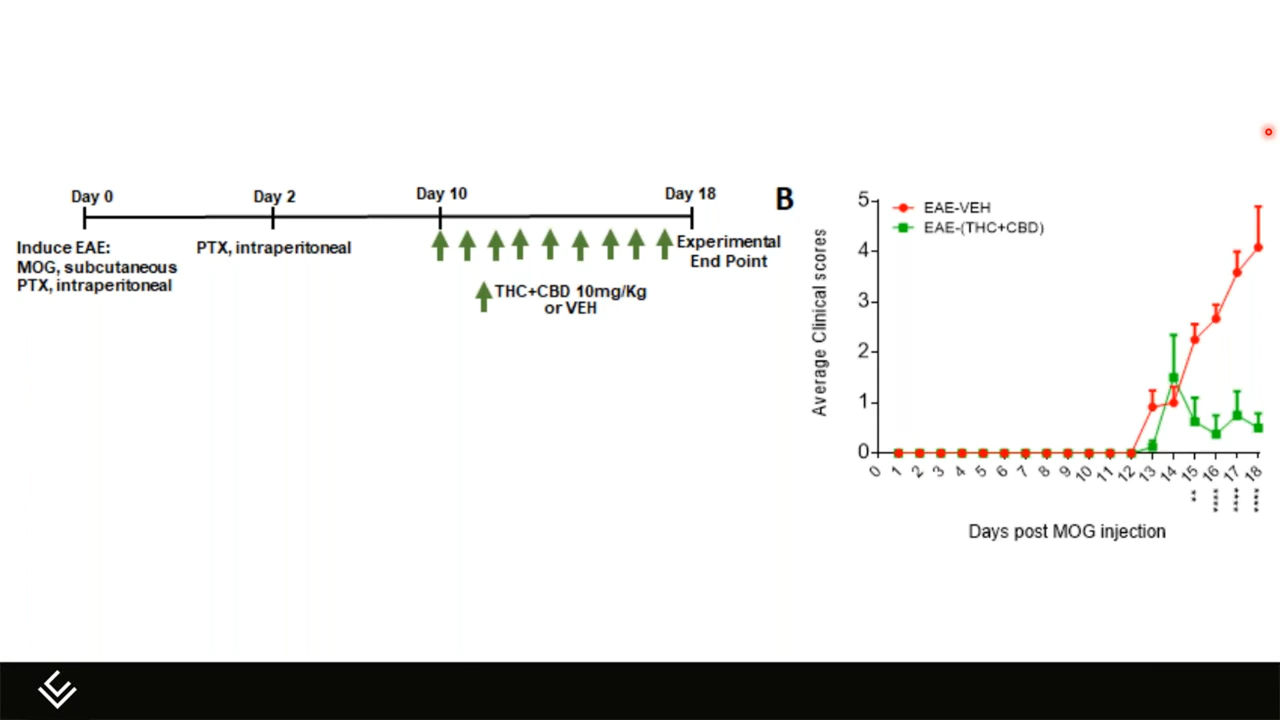 Day 0
Day 2
Day 10
Day 18
Induce EAE:
MOG, subcutaneous
PTX, intraperitoneal
PTX, intraperitoneal
Experimental
End Point
THC+CBD 10mg/Kg
or VEH
B
EAE-VEH
EAE-(THC+CBD)
Average Clinical scores
5
4
3
2
1
0
0 1 2 3 4 5 6 7 8 9 10 11 12 13 14 15 16 17 18
** **** **** ****
Days post MOG injection